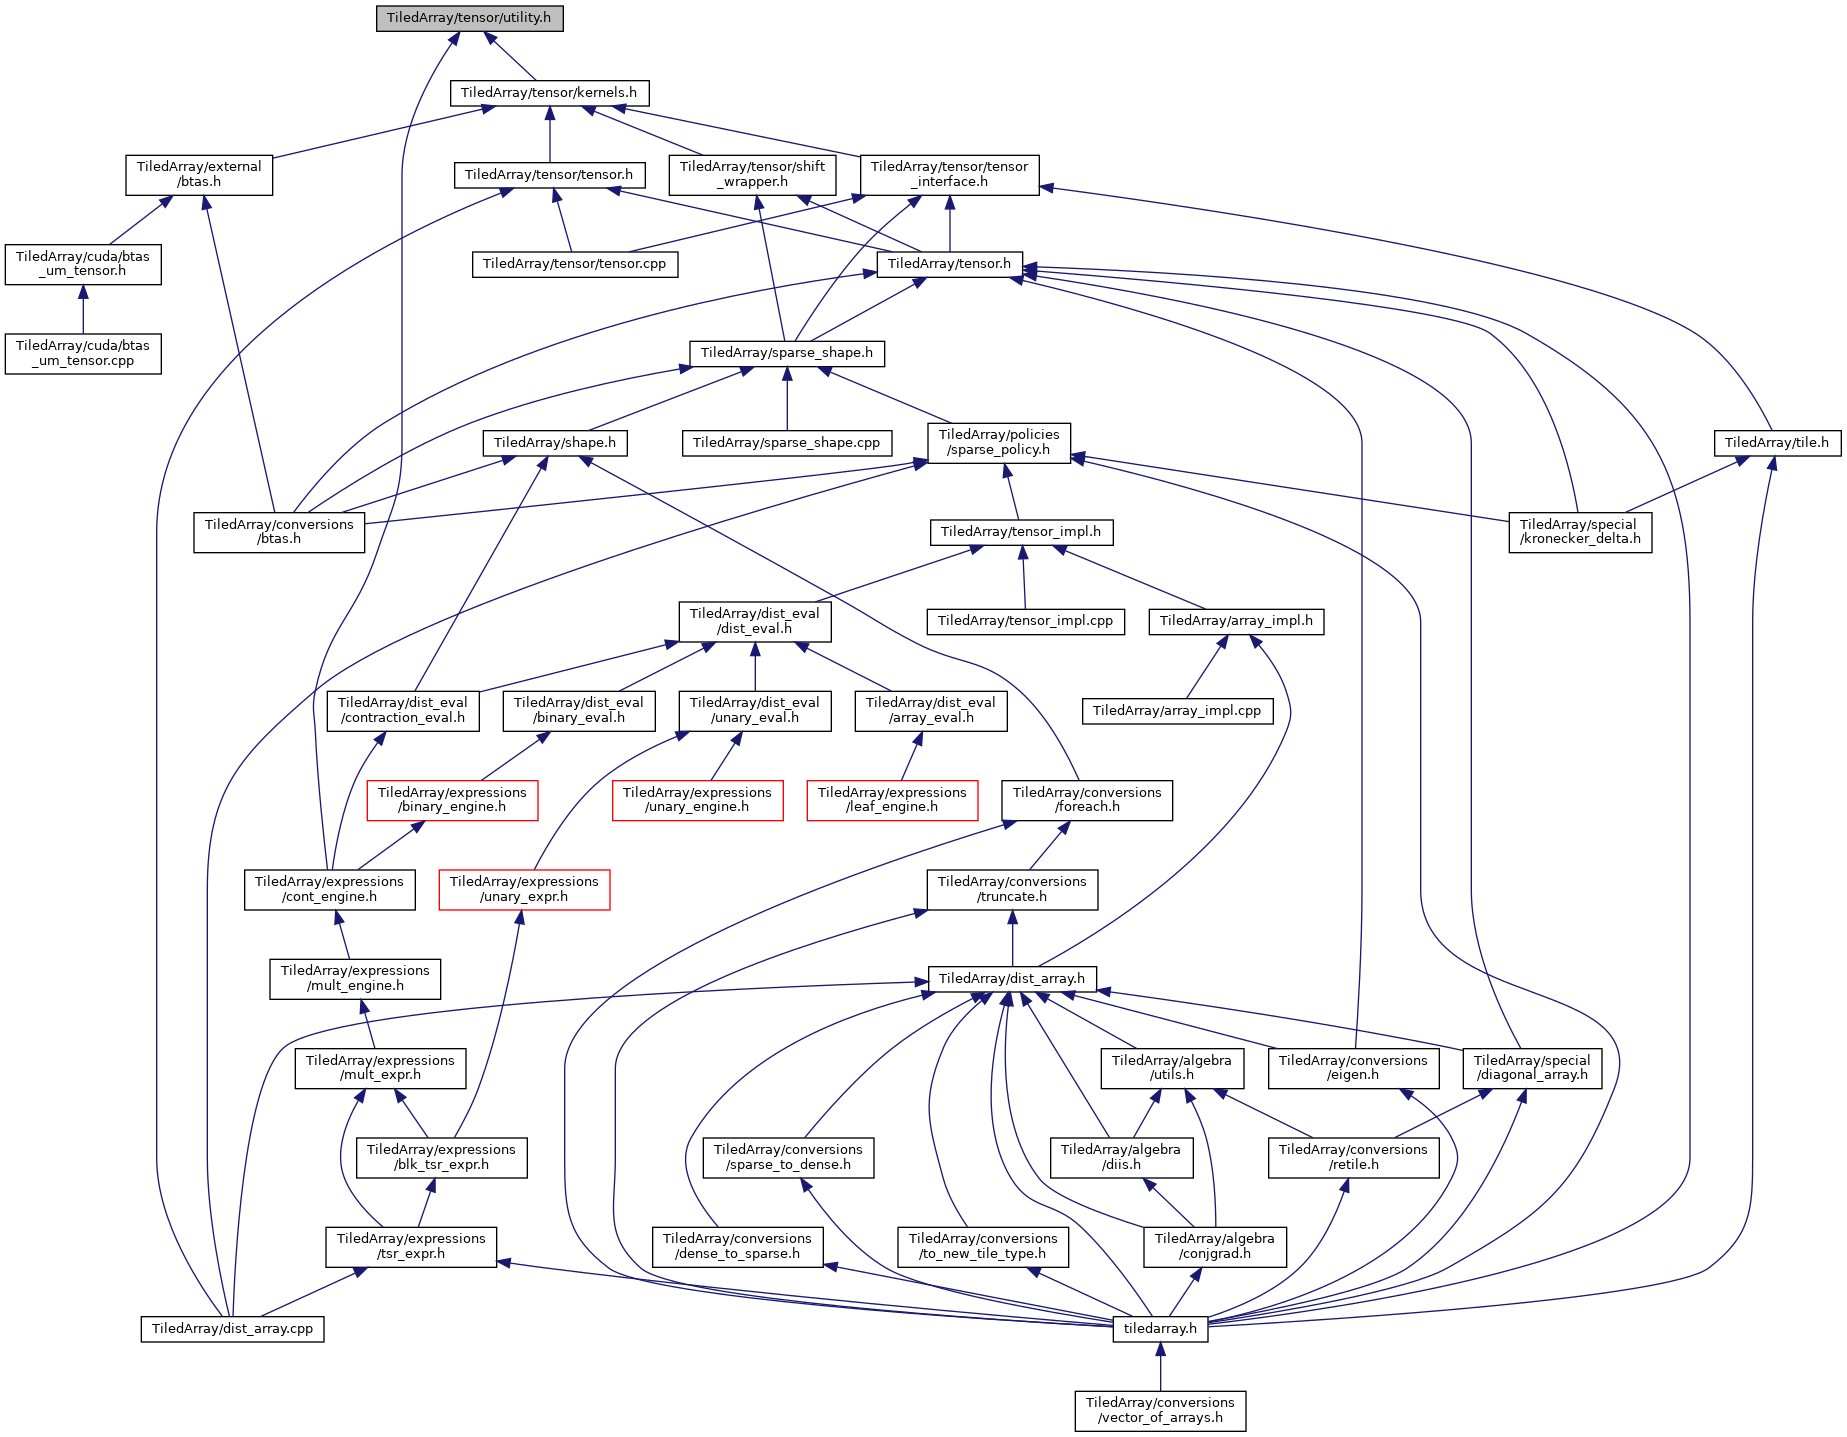 TiledArray/tensor/utility.h
TiledArray/tensor/kernels.h
TiledArray/external
/btas.h
TiledArray/tensor/tensor.h
TiledArray/tensor/shift
_wrapper.h
TiledArray/tensor/tensor
_interface.h
TiledArray/cuda/btas
_um_tensor.h
TiledArray/tensor/tensor.cpp
TiledArray/tensor.h
TiledArray/cuda/btas
_um_tensor.cpp
TiledArray/sparse_shape.h
TiledArray/shape.h
TiledArray/sparse_shape.cpp
TiledArray/policies
/sparse_policy.h
TiledArray/tile.h
TiledArray/conversions
/btas.h
TiledArray/tensor_impl.h
TiledArray/special
/kronecker_delta.h
TiledArray/dist_eval
/dist_eval.h
TiledArray/tensor_impl.cpp
TiledArray/array_impl.h
TiledArray/dist_eval
/contraction_eval.h
TiledArray/dist_eval
/binary_eval.h
TiledArray/dist_eval
/unary_eval.h
TiledArray/dist_eval
/array_eval.h
TiledArray/array_impl.cpp
TiledArray/expressions
/binary_engine.h
TiledArray/expressions
/unary_engine.h
TiledArray/expressions
/leaf_engine.h
TiledArray/conversions
/foreach.h
TiledArray/expressions
/cont_engine.h
TiledArray/expressions
/unary_expr.h
TiledArray/conversions
/truncate.h
TiledArray/expressions
/mult_engine.h
TiledArray/dist_array.h
TiledArray/expressions
/mult_expr.h
TiledArray/algebra
/utils.h
TiledArray/conversions
/eigen.h
TiledArray/special
/diagonal_array.h
TiledArray/expressions
/blk_tsr_expr.h
TiledArray/conversions
/sparse_to_dense.h
TiledArray/algebra
/diis.h
TiledArray/conversions
/retile.h
TiledArray/expressions
/tsr_expr.h
TiledArray/conversions
/dense_to_sparse.h
TiledArray/conversions
/to_new_tile_type.h
TiledArray/algebra
/conjgrad.h
TiledArray/dist_array.cpp
tiledarray.h
TiledArray/conversions
/vector_of_arrays.h